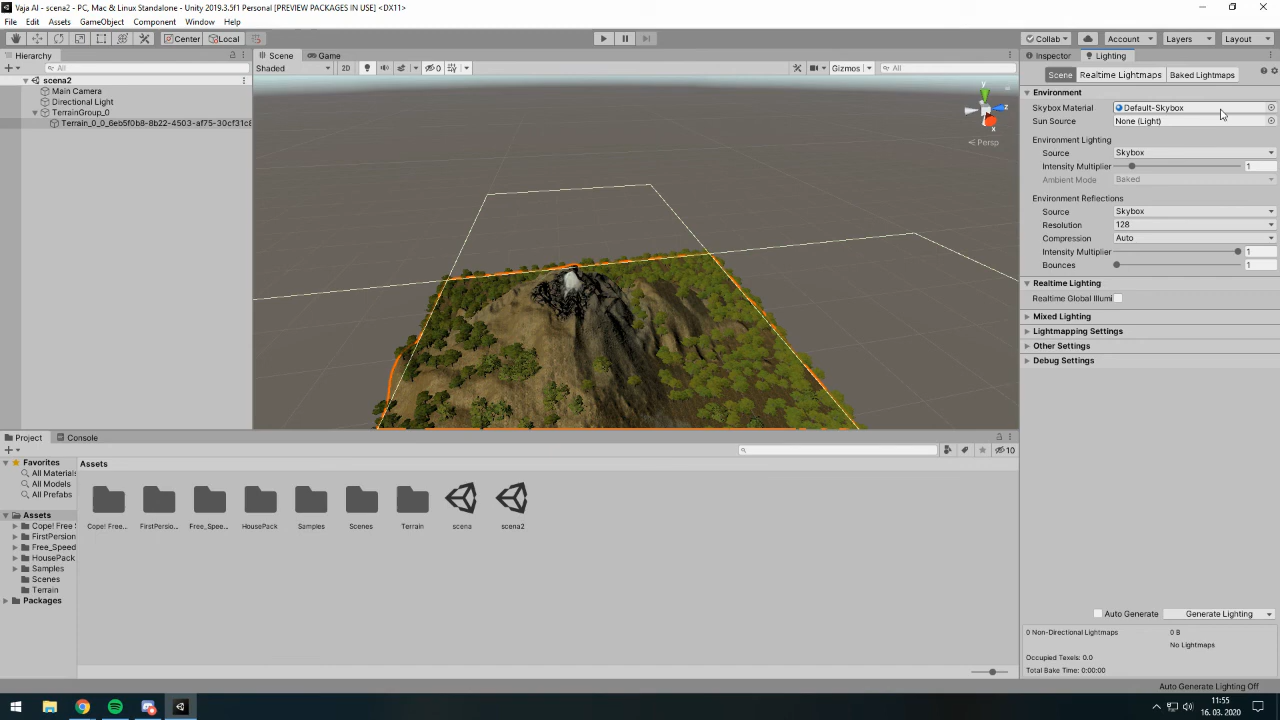 Vaja AI - scena2 - PC, Mac & Linux Standalone - Unity 2019.3.5f1 Personal [PREVIEW PACKAGES IN USE] <DX11>
File Edit Assets GameObject Component Window Help
Center Local Collab Account Layers Layout
Hierarchy Scene Game Inspector Lighting
All Shaded 2D 0 Gizmos All Scene Realtime Lightmaps Baked Lightmaps
scena2
Main Camera
Directional Light
TerrainGroup_0
Terrain_0_0_6eb5f0b8-8b22-4503-af75-30cf31c8
y
z
x
Persp
Environment
Skybox Material Default-Skybox
Sun Source None (Light)
Environment Lighting
Source Skybox
Intensity Multiplier 1
Ambient Mode Baked
Environment Reflections
Source Skybox
Resolution 128
Compression Auto
Intensity Multiplier 1
Bounces 1
Realtime Lighting
Realtime Global Illumi
Mixed Lighting
Lightmapping Settings
Other Settings
Debug Settings
Project Console
10
Favorites
All Materials
All Models
All Prefabs
Assets
Cope! Free S
FirstPersion
Free_Speed
HousePack
Samples
Scenes
Terrain
Packages
Assets
Cope! Free... FirstPersio... Free_Spee... HousePack Samples Scenes Terrain scena scena2
Auto Generate Generate Lighting
0 Non-Directional Lightmaps 0 B
No Lightmaps
Occupied Texels: 0.0
Total Bake Time: 0:00:00
Auto Generate Lighting Off
11:55
16. 03. 2020